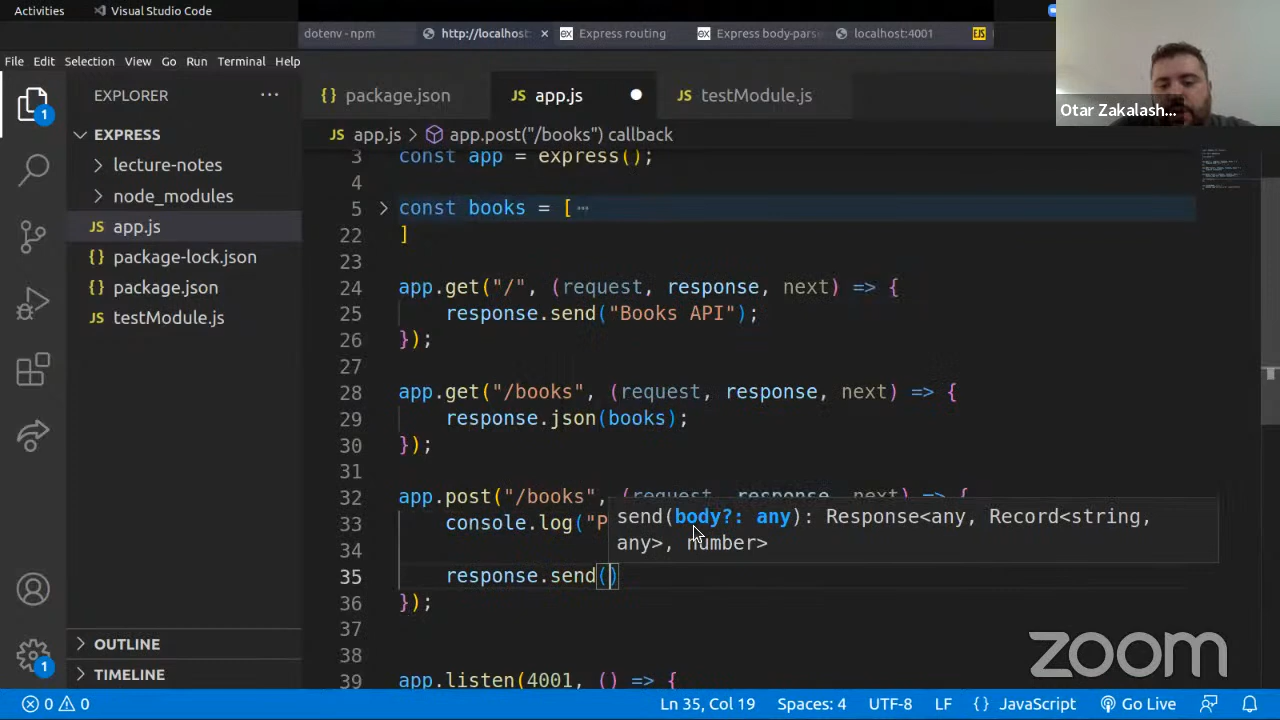 Activities Visual Studio Code
dotenv - npm http://localhost: Express routing Express body-parse localhost:4001 EJS
File Edit Selection View Go Run Terminal Help
EXPLORER
package.json app.js testModule.js
Otar Zakalash...
EXPRESS
lecture-notes
node_modules
app.js
package-lock.json
package.json
testModule.js
OUTLINE
TIMELINE
app.js > app.post("/books") callback
3 const app = express();
4
5 const books = [ ...
22 ]
23
24 app.get("/", (request, response, next) => {
25 response.send("Books API");
26 });
27
28 app.get("/books", (request, response, next) => {
29 response.json(books);
30 });
31
32 app.post("/books", (request, response, next) => {
33 console.log("P
send(body?: any): Response<any, Record<string,
any>, number>
34
35 response.send()
36 });
37
38
39 app.listen(4001, () => {
zoom
1
1
0 0 Ln 35, Col 19 Spaces: 4 UTF-8 LF {} JavaScript Go Live